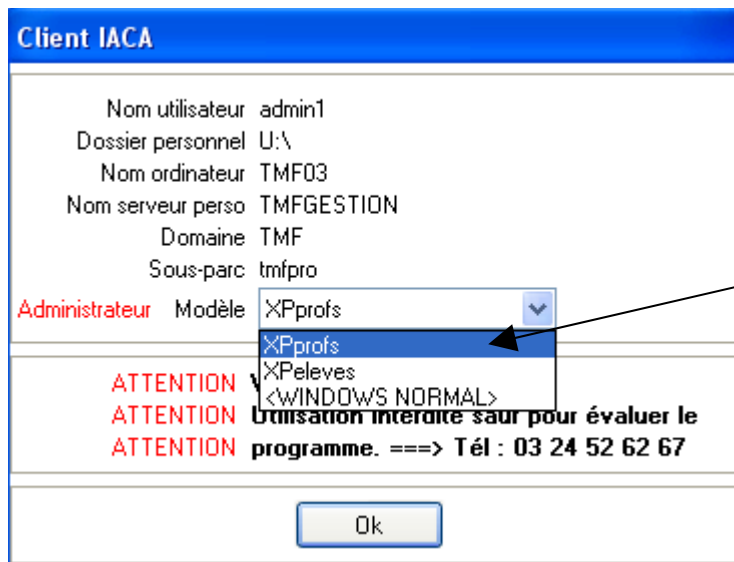 Client IACA
Nom utilisateur admin1
Dossier personnel U:\
Nom ordinateur TMF03
Nom serveur perso TMFGESTION
Domaine TMF
Sous-parc tmfpro
Administrateur Modèle XPprofs
XPprofs
XPeleves
<WINDOWS NORMAL>
ATTENTION
ATTENTION Utilisation interdite sauf pour évaluer le
ATTENTION programme. ===> Tél : 03 24 52 62 67
Ok